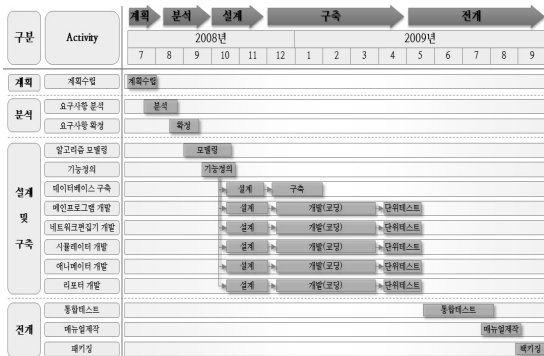 계획 분석 설계 구축 전개
구분 Activity 2008년 2009년
7 8 9 10 11 12 1 2 3 4 5 6 7 8 9
계획 계획수립 계획수립
분석 요구사항 분석 분석
요구사항 확정 확정
설계 및 구축
알고리즘 모델링 모델링
기능정의 기능정의
데이터베이스 구축 설계 구축
메인프로그램 개발 설계 개발(코딩) 단위테스트
네트워크편집기 개발 설계 개발(코딩) 단위테스트
시뮬레이터 개발 설계 개발(코딩) 단위테스트
애니메이터 개발 설계 개발(코딩) 단위테스트
리포터 개발 설계 개발(코딩) 단위테스트
전개 통합테스트 통합테스트
매뉴얼제작 매뉴얼제작
패키징 팩키징